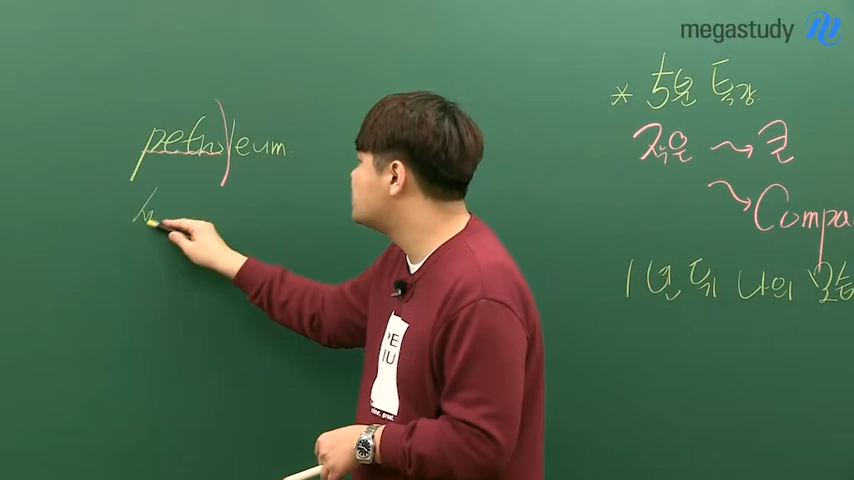 megastudy
petroleum
* 5분 특강
작은 → 큰
→ Compa
1년 뒤 나의 모습